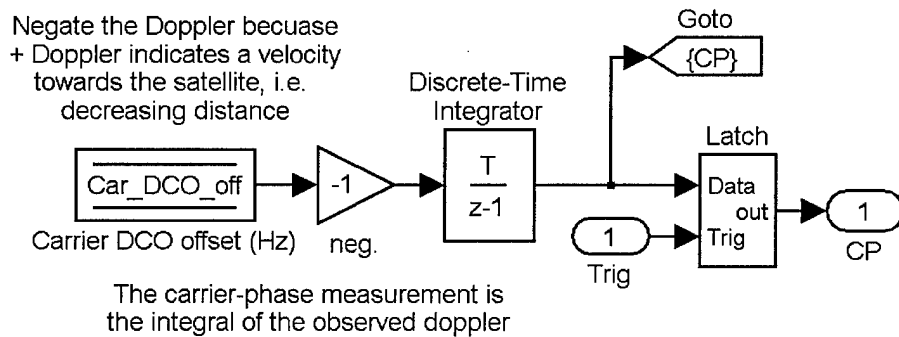 Negate the Doppler becuase
+ Doppler indicates a velocity
towards the satellite, i.e.
decreasing distance
Goto
{CP}
Discrete-Time
Integrator
Latch
Car_DCO_off
-1
T
z-1
Data
out
Trig
1
CP
1
Trig
Carrier DCO offset (Hz)
neg.
The carrier-phase measurement is
the integral of the observed doppler